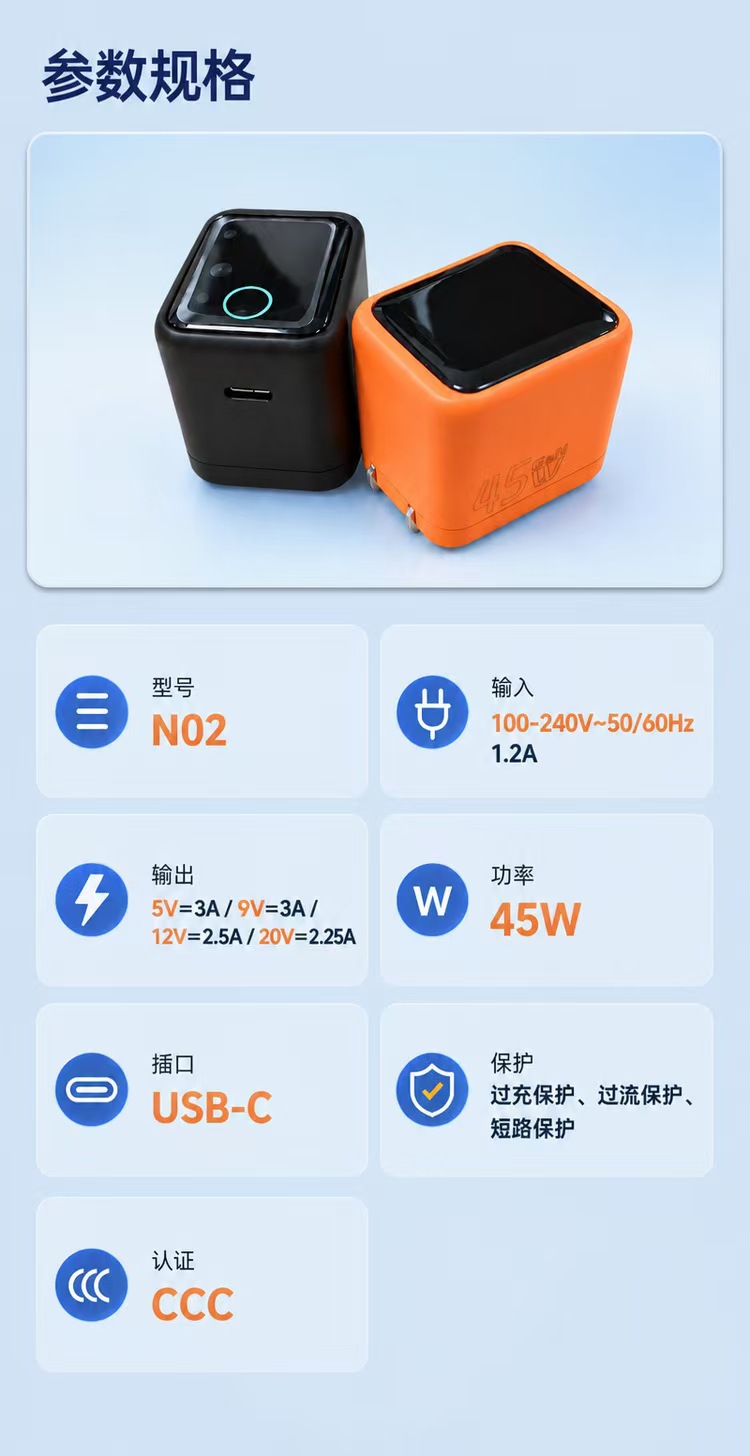 参数规格
45W
型号
N02
输入
100-240V~50/60Hz
1.2A
输出
5V=3A / 9V=3A /
12V=2.5A / 20V=2.25A
W
功率
45W
插口
USB-C
保护
过充保护、过流保护、
短路保护
认证
CCC